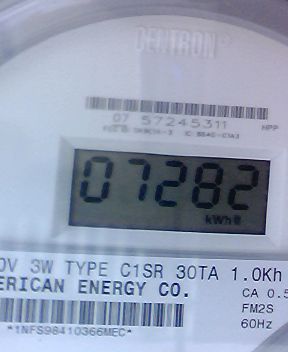 CENTRON®
07 57245311
HPP
07282
kWh
0V 3W TYPE C1SR 30TA 1.0Kh
ERICAN ENERGY CO.
CA 0.5
FM2S
60Hz
*1NFS98410366MEC*